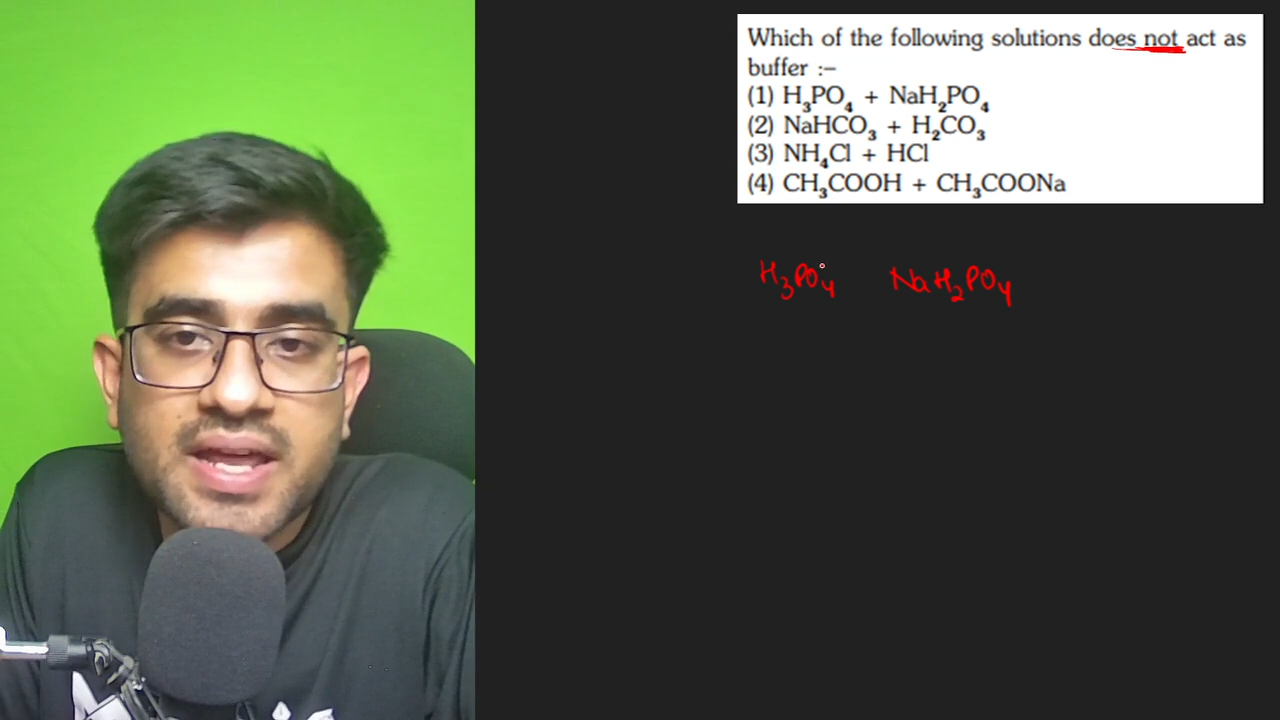 Which of the following solutions does not act as
buffer :–
(1) H₃PO₄ + NaH₂PO₄
(2) NaHCO₃ + H₂CO₃
(3) NH₄Cl + HCl
(4) CH₃COOH + CH₃COONa
H₃PO₄ NaH₂PO₄